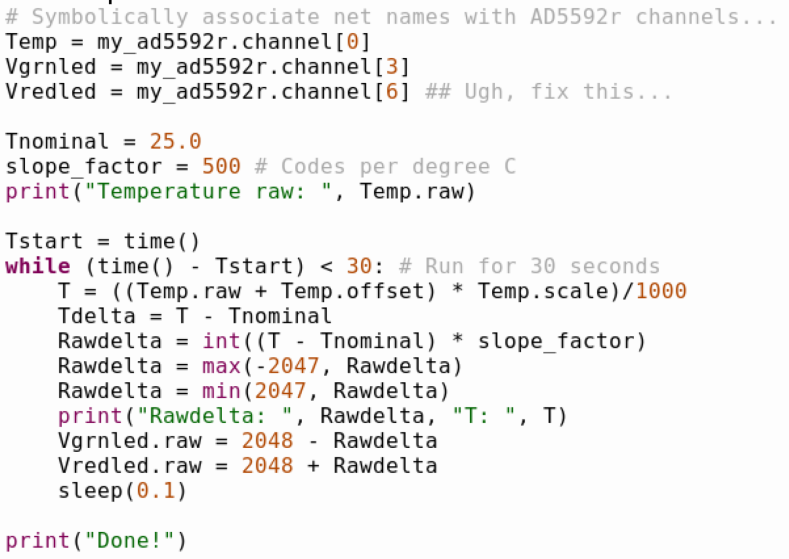 # Symbolically associate net names with AD5592r channels...
Temp = my_ad5592r.channel[0]
Vgrnled = my_ad5592r.channel[3]
Vredled = my_ad5592r.channel[6] ## Ugh, fix this...

Tnominal = 25.0
slope_factor = 500 # Codes per degree C
print("Temperature raw: ", Temp.raw)

Tstart = time()
while (time() - Tstart) < 30: # Run for 30 seconds
    T = ((Temp.raw + Temp.offset) * Temp.scale)/1000
    Tdelta = T - Tnominal
    Rawdelta = int((T - Tnominal) * slope_factor)
    Rawdelta = max(-2047, Rawdelta)
    Rawdelta = min(2047, Rawdelta)
    print("Rawdelta: ", Rawdelta, "T: ", T)
    Vgrnled.raw = 2048 - Rawdelta
    Vredled.raw = 2048 + Rawdelta
    sleep(0.1)

print("Done!")